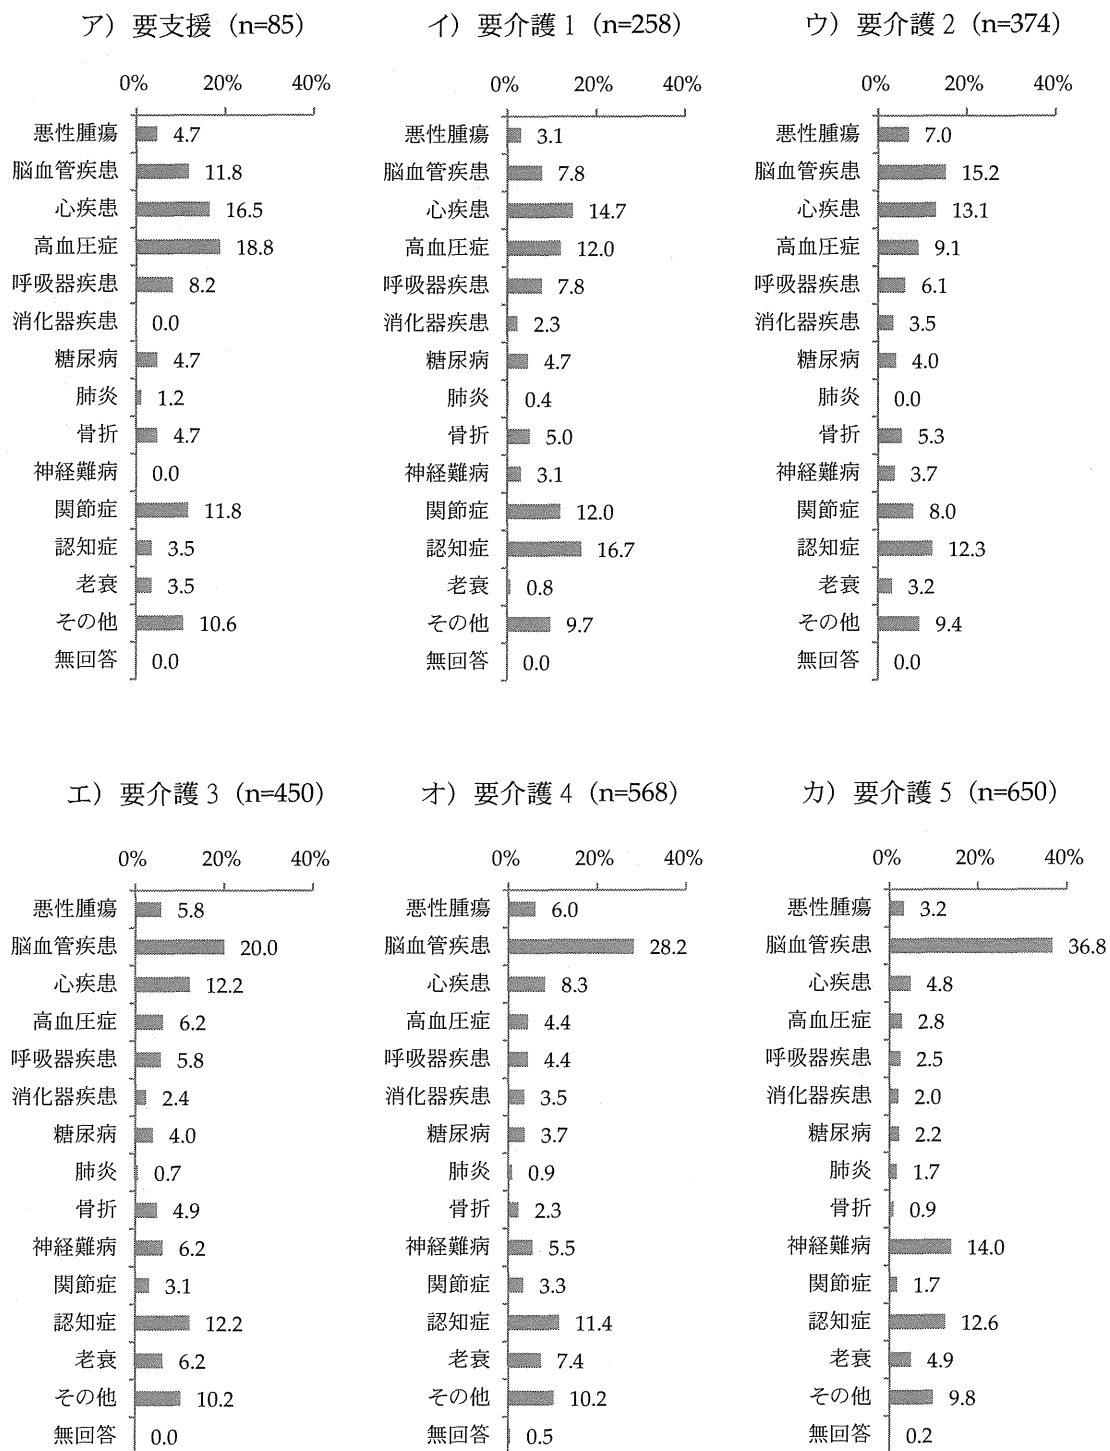 ア）要支援（n=85）
0% 20% 40%
悪性腫瘍 4.7
脳血管疾患 11.8
心疾患 16.5
高血圧症 18.8
呼吸器疾患 8.2
消化器疾患 0.0
糖尿病 4.7
肺炎 1.2
骨折 4.7
神経難病 0.0
関節症 11.8
認知症 3.5
老衰 3.5
その他 10.6
無回答 0.0
イ）要介護1（n=258）
0% 20% 40%
悪性腫瘍 3.1
脳血管疾患 7.8
心疾患 14.7
高血圧症 12.0
呼吸器疾患 7.8
消化器疾患 2.3
糖尿病 4.7
肺炎 0.4
骨折 5.0
神経難病 3.1
関節症 12.0
認知症 16.7
老衰 0.8
その他 9.7
無回答 0.0
ウ）要介護2（n=374）
0% 20% 40%
悪性腫瘍 7.0
脳血管疾患 15.2
心疾患 13.1
高血圧症 9.1
呼吸器疾患 6.1
消化器疾患 3.5
糖尿病 4.0
肺炎 0.0
骨折 5.3
神経難病 3.7
関節症 8.0
認知症 12.3
老衰 3.2
その他 9.4
無回答 0.0
エ）要介護3（n=450）
0% 20% 40%
悪性腫瘍 5.8
脳血管疾患 20.0
心疾患 12.2
高血圧症 6.2
呼吸器疾患 5.8
消化器疾患 2.4
糖尿病 4.0
肺炎 0.7
骨折 4.9
神経難病 6.2
関節症 3.1
認知症 12.2
老衰 6.2
その他 10.2
無回答 0.0
オ）要介護4（n=568）
0% 20% 40%
悪性腫瘍 6.0
脳血管疾患 28.2
心疾患 8.3
高血圧症 4.4
呼吸器疾患 4.4
消化器疾患 3.5
糖尿病 3.7
肺炎 0.9
骨折 2.3
神経難病 5.5
関節症 3.3
認知症 11.4
老衰 7.4
その他 10.2
無回答 0.5
カ）要介護5（n=650）
0% 20% 40%
悪性腫瘍 3.2
脳血管疾患 36.8
心疾患 4.8
高血圧症 2.8
呼吸器疾患 2.5
消化器疾患 2.0
糖尿病 2.2
肺炎 1.7
骨折 0.9
神経難病 14.0
関節症 1.7
認知症 12.6
老衰 4.9
その他 9.8
無回答 0.2